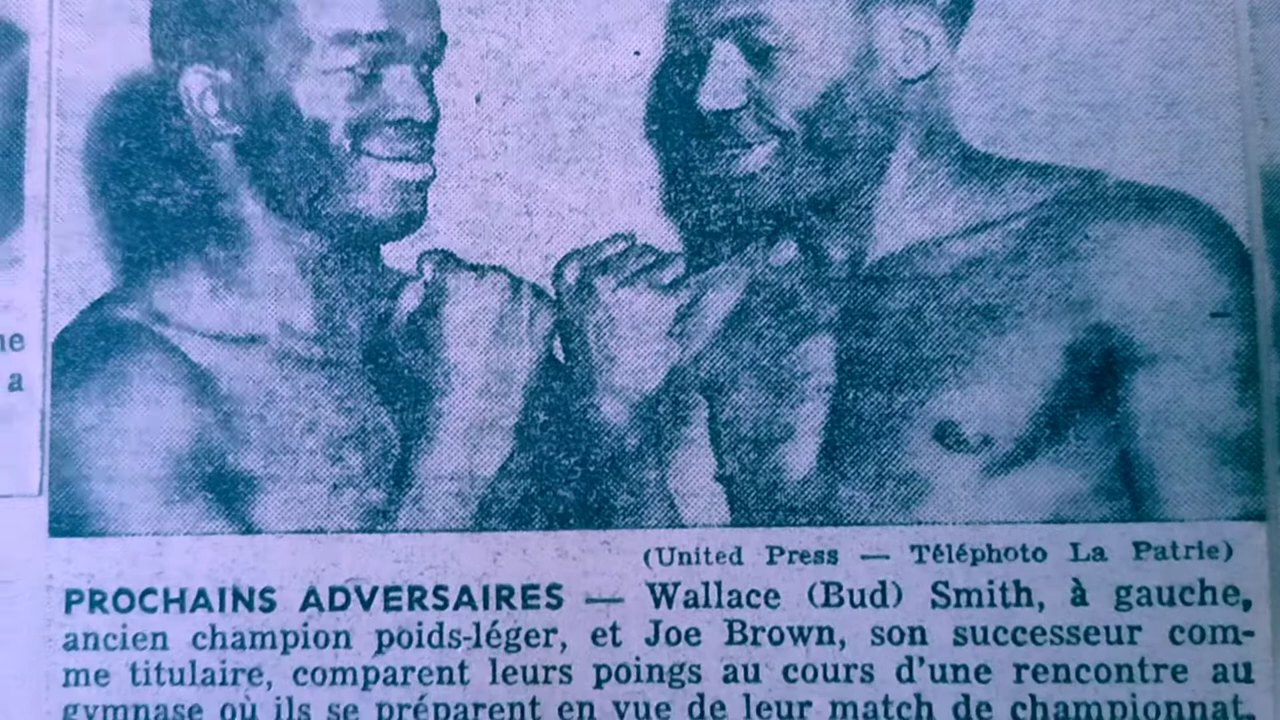 ne
a
(United Press — Téléphoto La Patrie)
PROCHAINS ADVERSAIRES — Wallace (Bud) Smith, à gauche,
ancien champion poids-léger, et Joe Brown, son successeur com-
me titulaire, comparent leurs poings au cours d'une rencontre au
gymnase où ils se préparent en vue de leur match de championnat.